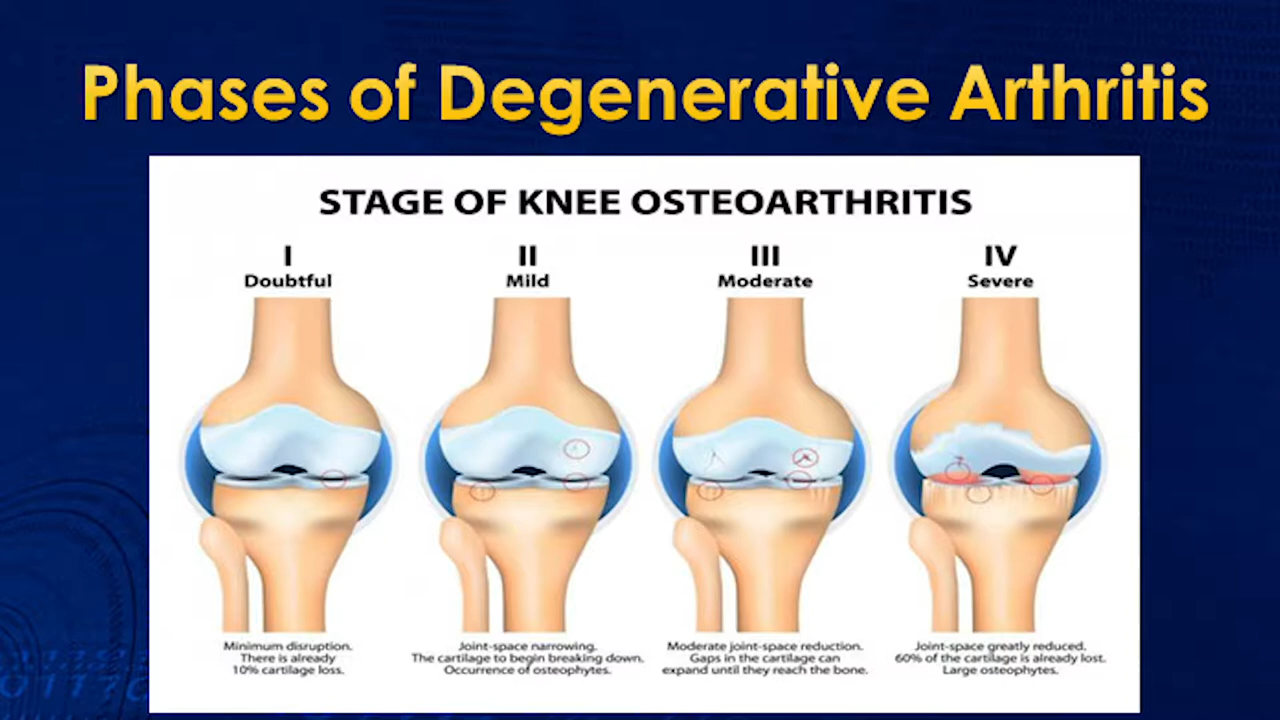 Phases of Degenerative Arthritis
STAGE OF KNEE OSTEOARTHRITIS
I
Doubtful
II
Mild
III
Moderate
IV
Severe
Minimum disruption.
There is already
10% cartilage loss.
Joint-space narrowing.
The cartilage to begin breaking down.
Occurrence of osteophytes.
Moderate joint-space reduction.
Gaps in the cartilage can
expand until they reach the bone.
Joint-space greatly reduced.
60% of the cartilage is already lost.
Large osteophytes.